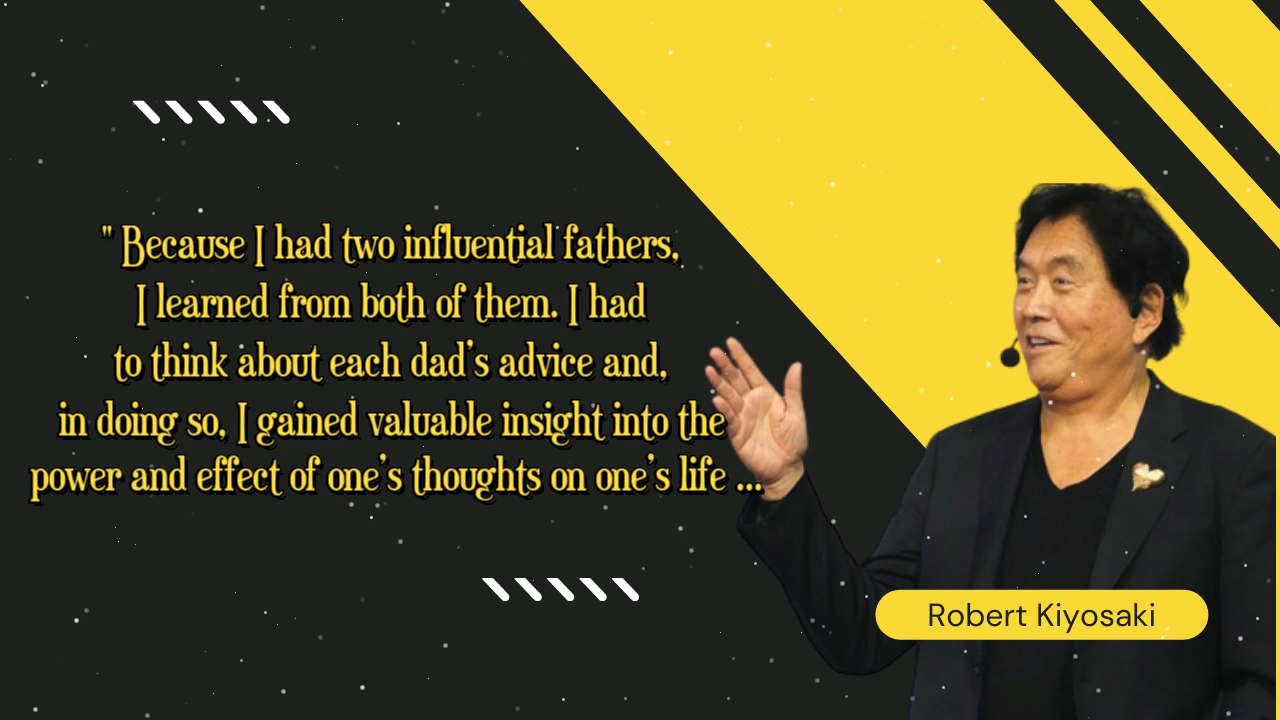 " Because I had two influential fathers,
I learned from both of them. I had
to think about each dad's advice and,
in doing so, I gained valuable insight into the
power and effect of one's thoughts on one's life ...
Robert Kiyosaki